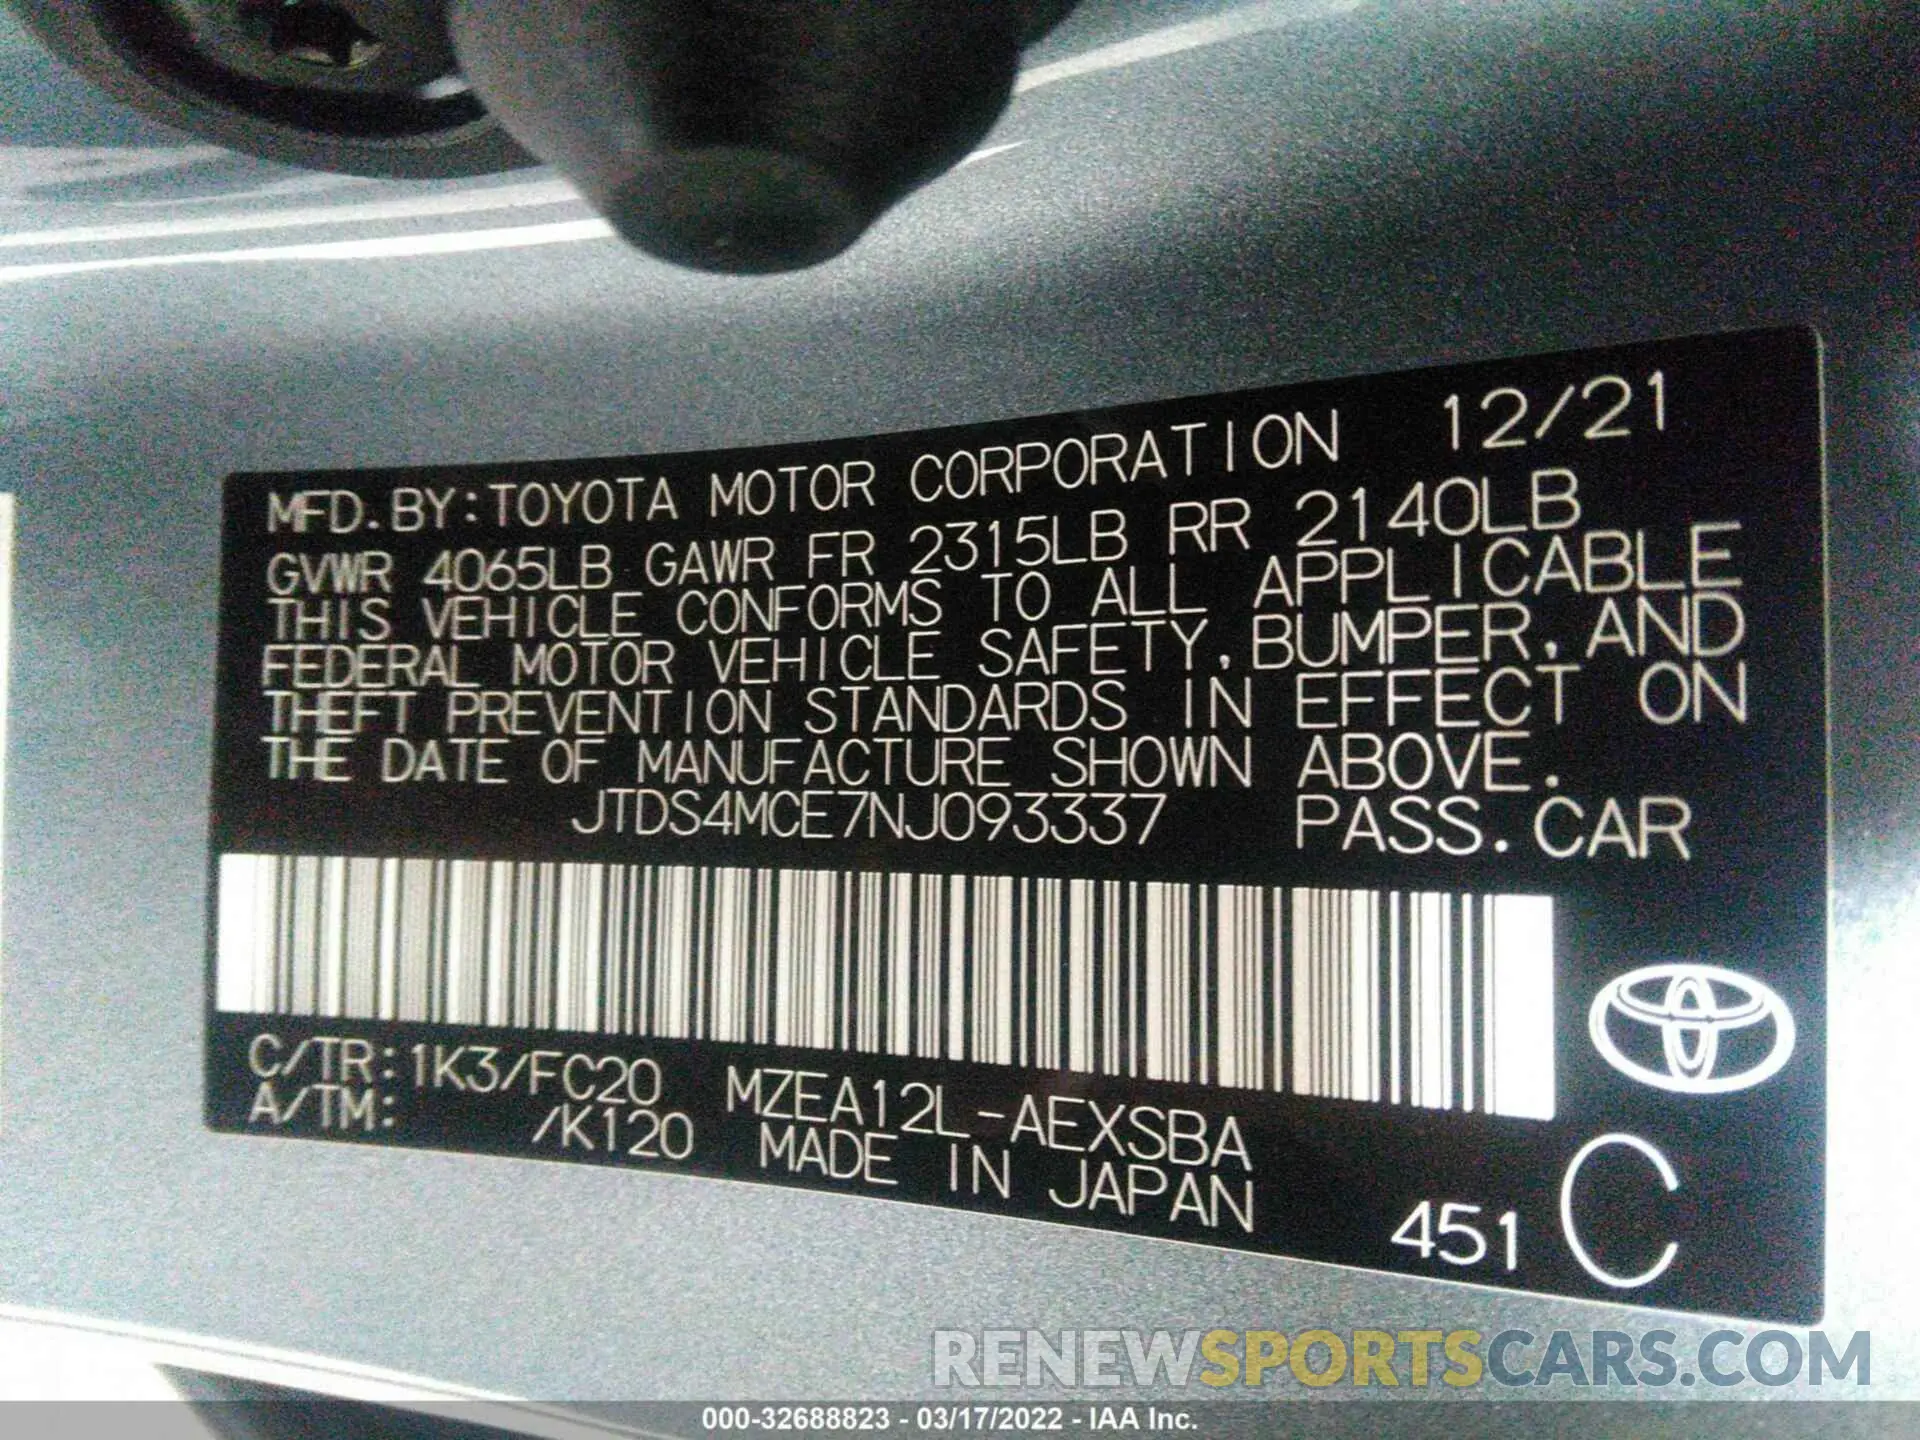 MFD.BY:TOYOTA MOTOR CORPORATION 12/21
GVWR 4065LB GAWR FR 2315LB RR 2140LB
THIS VEHICLE CONFORMS TO ALL APPLICABLE
FEDERAL MOTOR VEHICLE SAFETY,BUMPER,AND
THEFT PREVENTION STANDARDS IN EFFECT ON
THE DATE OF MANUFACTURE SHOWN ABOVE.
JTDS4MCE7NJ093337 PASS.CAR
C/TR:1K3/FC20 MZEA12L-AEXSBA
A/TM: /K120 MADE IN JAPAN
451 C
RENEWSPORTSCARS.COM
000-32688823 - 03/17/2022 - IAA Inc.